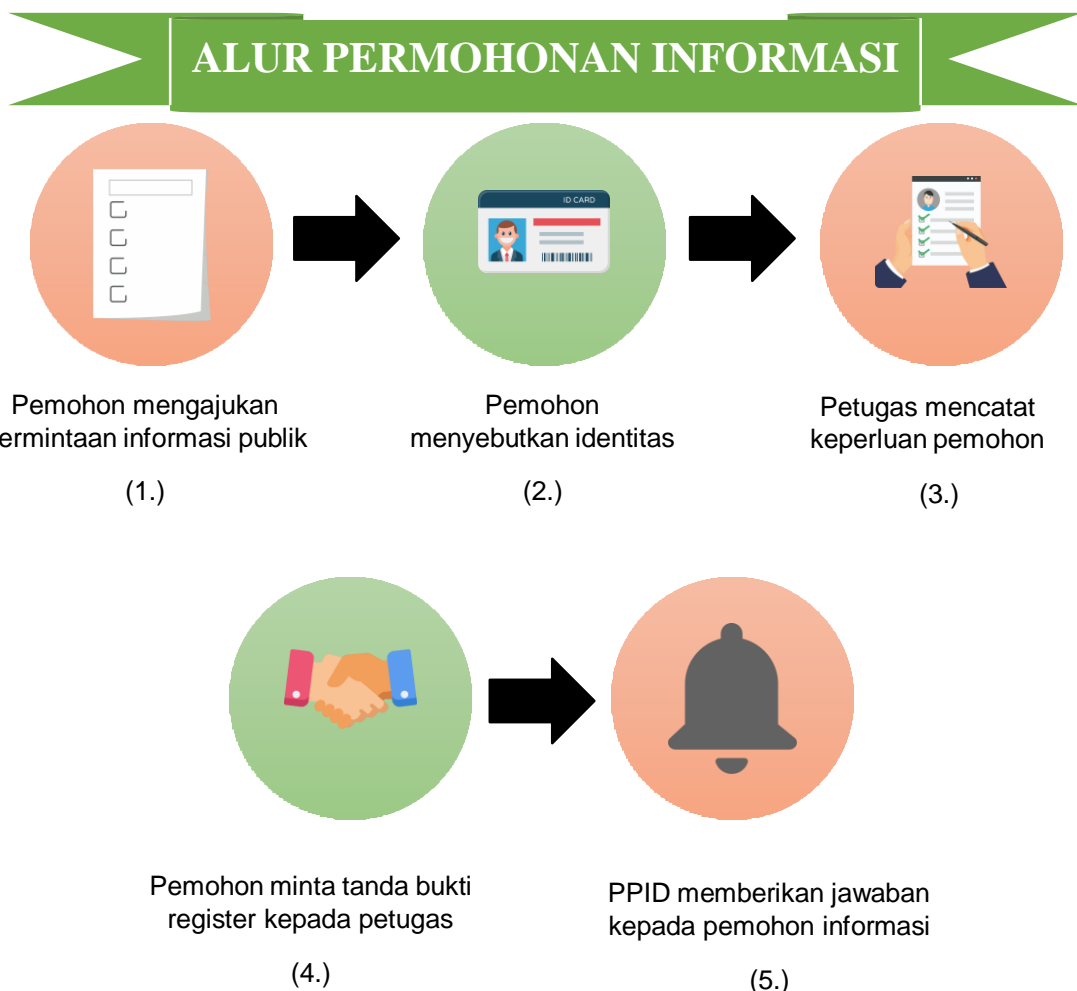 ALUR PERMOHONAN INFORMASI
ID CARD
Pemohon mengajukan
ermintaan informasi publik
(1.)
Pemohon
menyebutkan identitas
(2.)
Petugas mencatat
keperluan pemohon
(3.)
Pemohon minta tanda bukti
register kepada petugas
(4.)
PPID memberikan jawaban
kepada pemohon informasi
(5.)